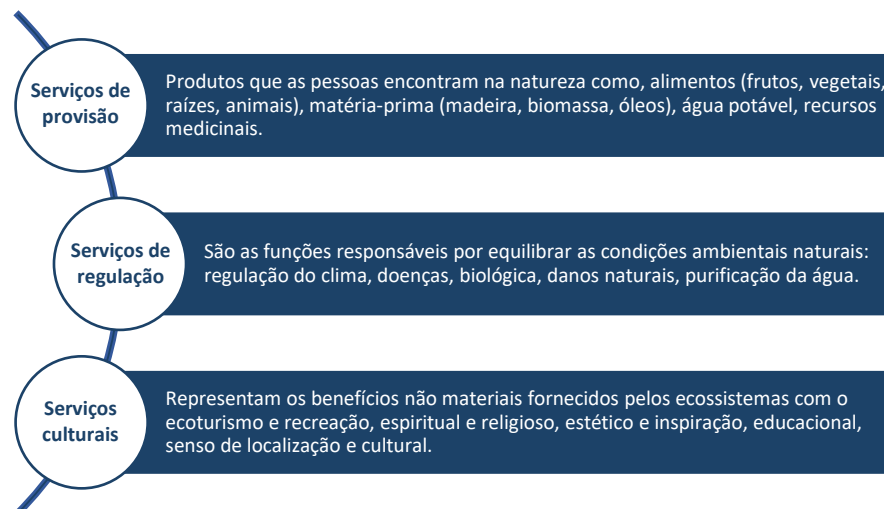 Serviços de
provisão
Produtos que as pessoas encontram na natureza como, alimentos (frutos, vegetais,
raízes, animais), matéria-prima (madeira, biomassa, óleos), água potável, recursos
medicinais.
Serviços de
regulação
São as funções responsáveis por equilibrar as condições ambientais naturais:
regulação do clima, doenças, biológica, danos naturais, purificação da água.
Serviços
culturais
Representam os benefícios não materiais fornecidos pelos ecossistemas com o
ecoturismo e recreação, espiritual e religioso, estético e inspiração, educacional,
senso de localização e cultural.